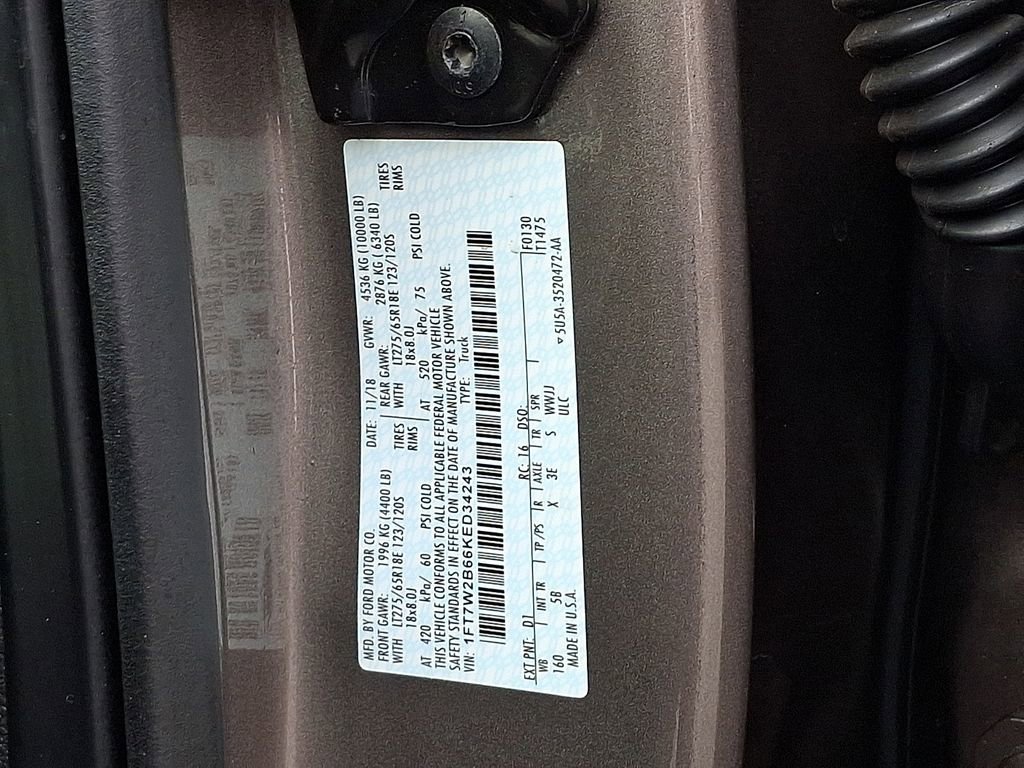 MFD. BY FORD MOTOR CO.
DATE: 11/18 GVWR: 4536 KG (10000 LB)
FRONT GAWR: 1996 KG (4400 LB) REAR GAWR: 2876 KG ( 6340 LB)
WITH LT275/65R18E 123/120S TIRES WITH LT275/65R18E 123/120S TIRES
18x8.0J RIMS 18x8.0J RIMS
AT 420 kPa/ 60 PSI COLD AT 520 kPa/ 75 PSI COLD
THIS VEHICLE CONFORMS TO ALL APPLICABLE FEDERAL MOTOR VEHICLE
SAFETY STANDARDS IN EFFECT ON THE DATE OF MANUFACTURE SHOWN ABOVE.
VIN: 1FT7W2B66KED34243 TYPE: Truck
EXT PNT: D1 RC: 16 DSO: F0130
WB INT TR TP/PS R AXLE TR SPR T1475
160 5B X 3E S WWJJ
ULC
MADE IN U.S.A. ▾5U5A-3520472-AA